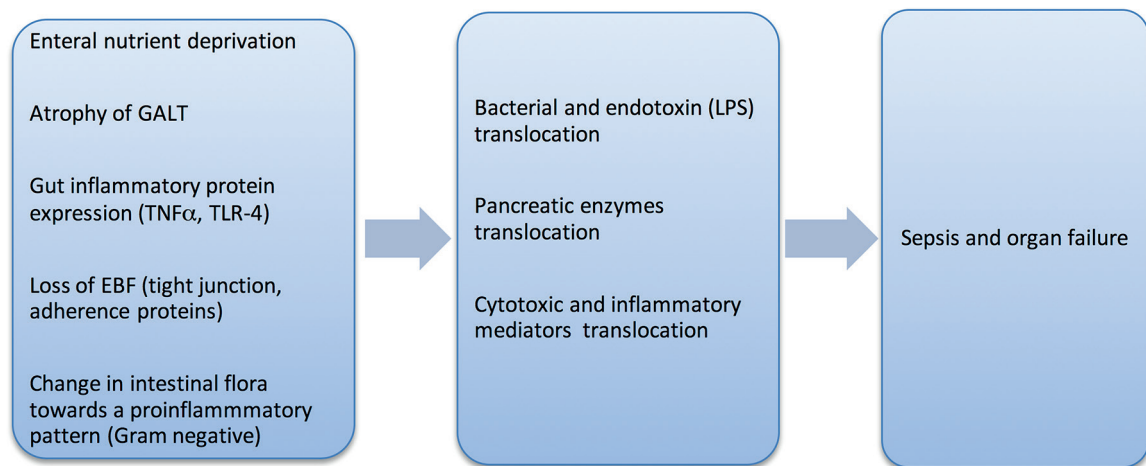 Enteral nutrient deprivation
Atrophy of GALT
Gut inflammatory protein
expression (TNFα, TLR-4)
Loss of EBF (tight junction,
adherence proteins)
Change in intestinal flora
towards a proinflammmatory
pattern (Gram negative)
Bacterial and endotoxin (LPS)
translocation
Pancreatic enzymes
translocation
Cytotoxic and inflammatory
mediators translocation
Sepsis and organ failure